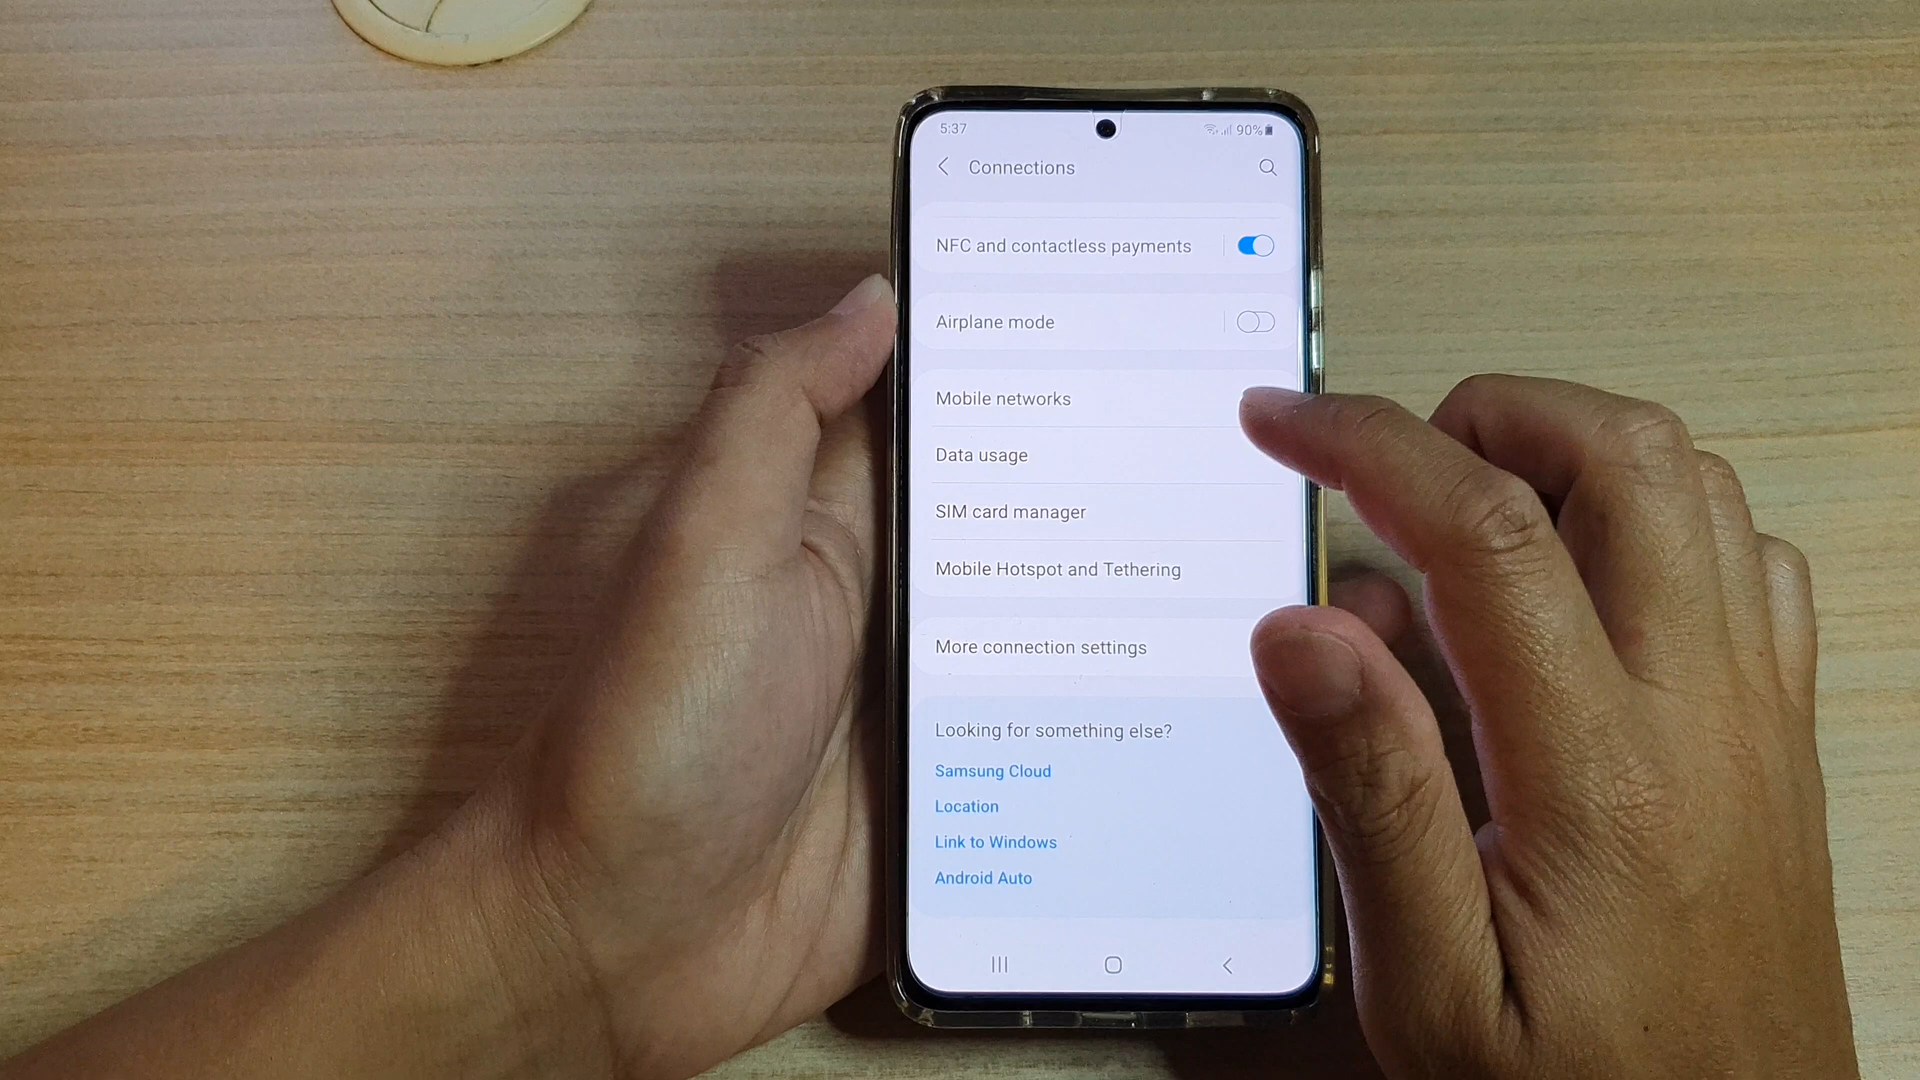 5:37
90%
Connections
NFC and contactless payments
Airplane mode
Mobile networks
Data usage
SIM card manager
Mobile Hotspot and Tethering
More connection settings
Looking for something else?
Samsung Cloud
Location
Link to Windows
Android Auto